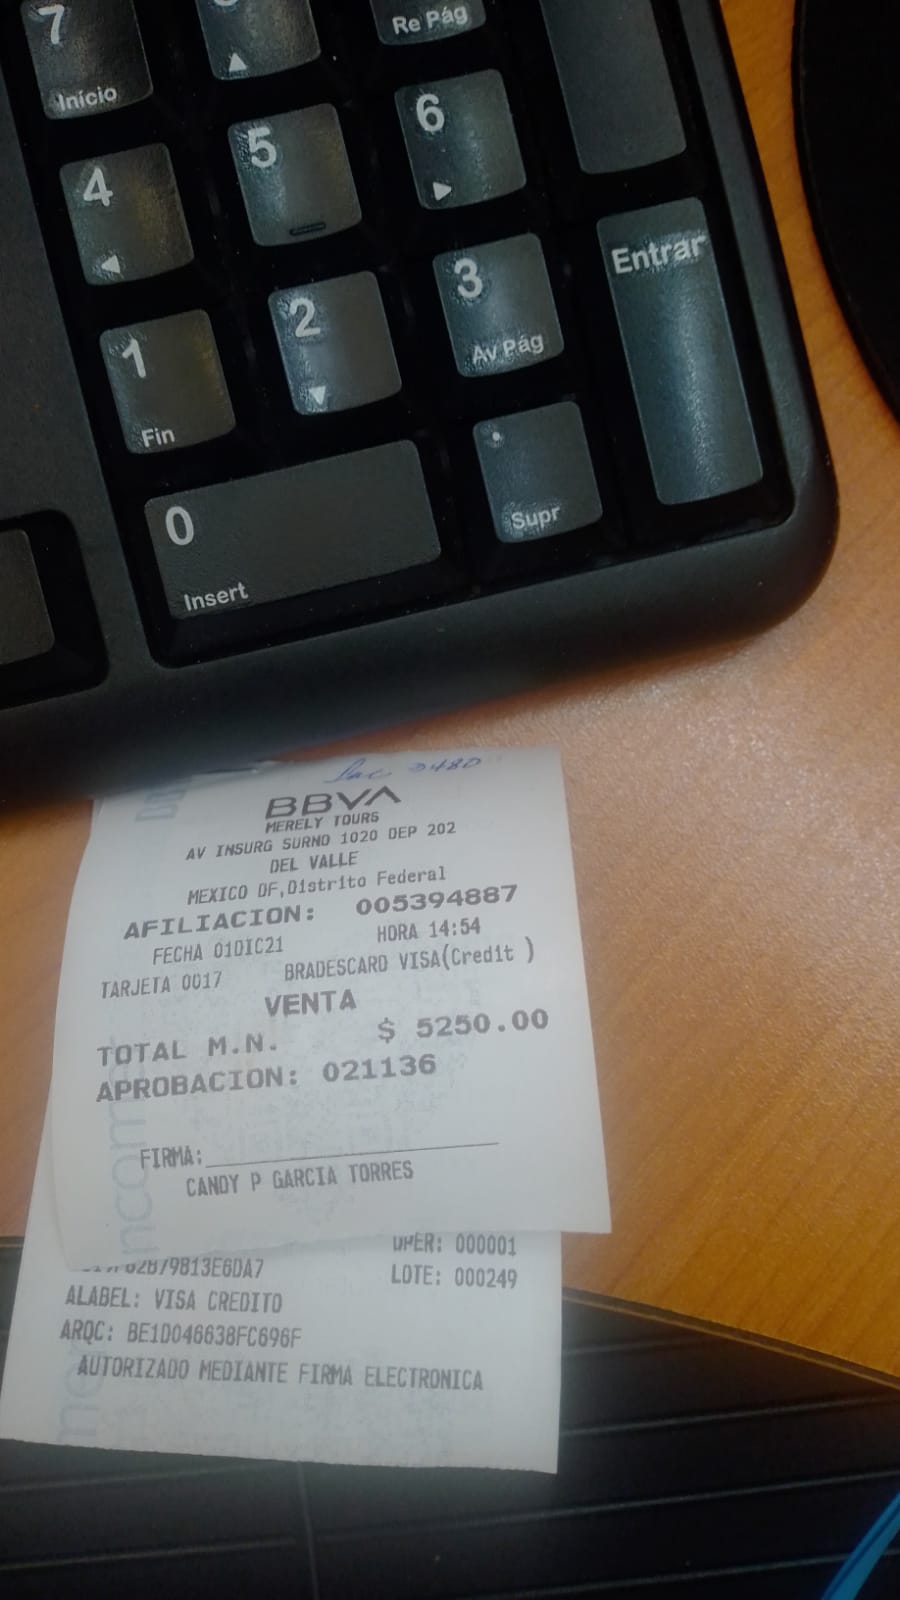 7
Inicio
Re Pág
4
5
6
1
Fin
2
3
Av Pág
Entrar
0
Insert
.
Supr
3480
BBVA
MERELY TOURS
AV INSURG SURNO 1020 DEP 202
DEL VALLE
MEXICO DF,Distrito Federal
AFILIACION: 005394887
FECHA 01DIC21 HORA 14:54
TARJETA 0017 BRADESCARD VISA(Credit )
VENTA
TOTAL M.N. $ 5250.00
APROBACION: 021136
FIRMA:
CANDY P GARCIA TORRES
OPER: 000001
LOTE: 000249
ALABEL: VISA CREDITO
ARQC: BE1D046638FC696F
AUTORIZADO MEDIANTE FIRMA ELECTRONICA